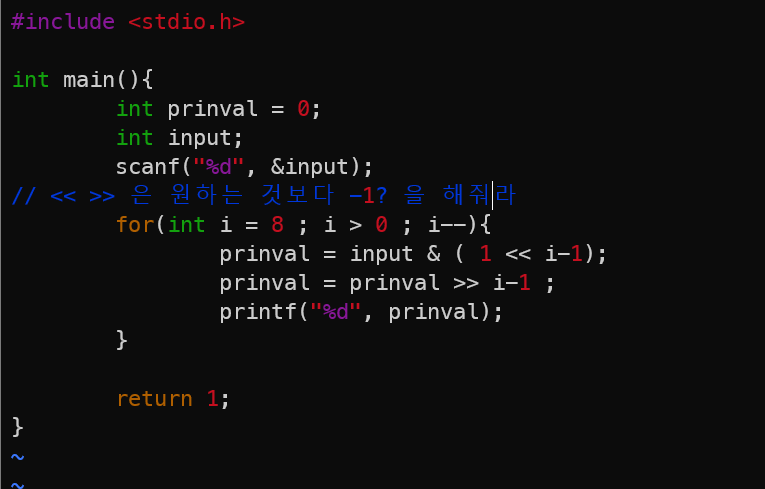 #include <stdio.h>
int main(){
int prinval = 0;
int input;
scanf("%d", &input);
// << >> 은 원하는 것보다 -1? 을 해줘라
for(int i = 8 ; i > 0 ; i--){
prinval = input & ( 1 << i-1);
prinval = prinval >> i-1 ;
printf("%d", prinval);
}
return 1;
}
~
~